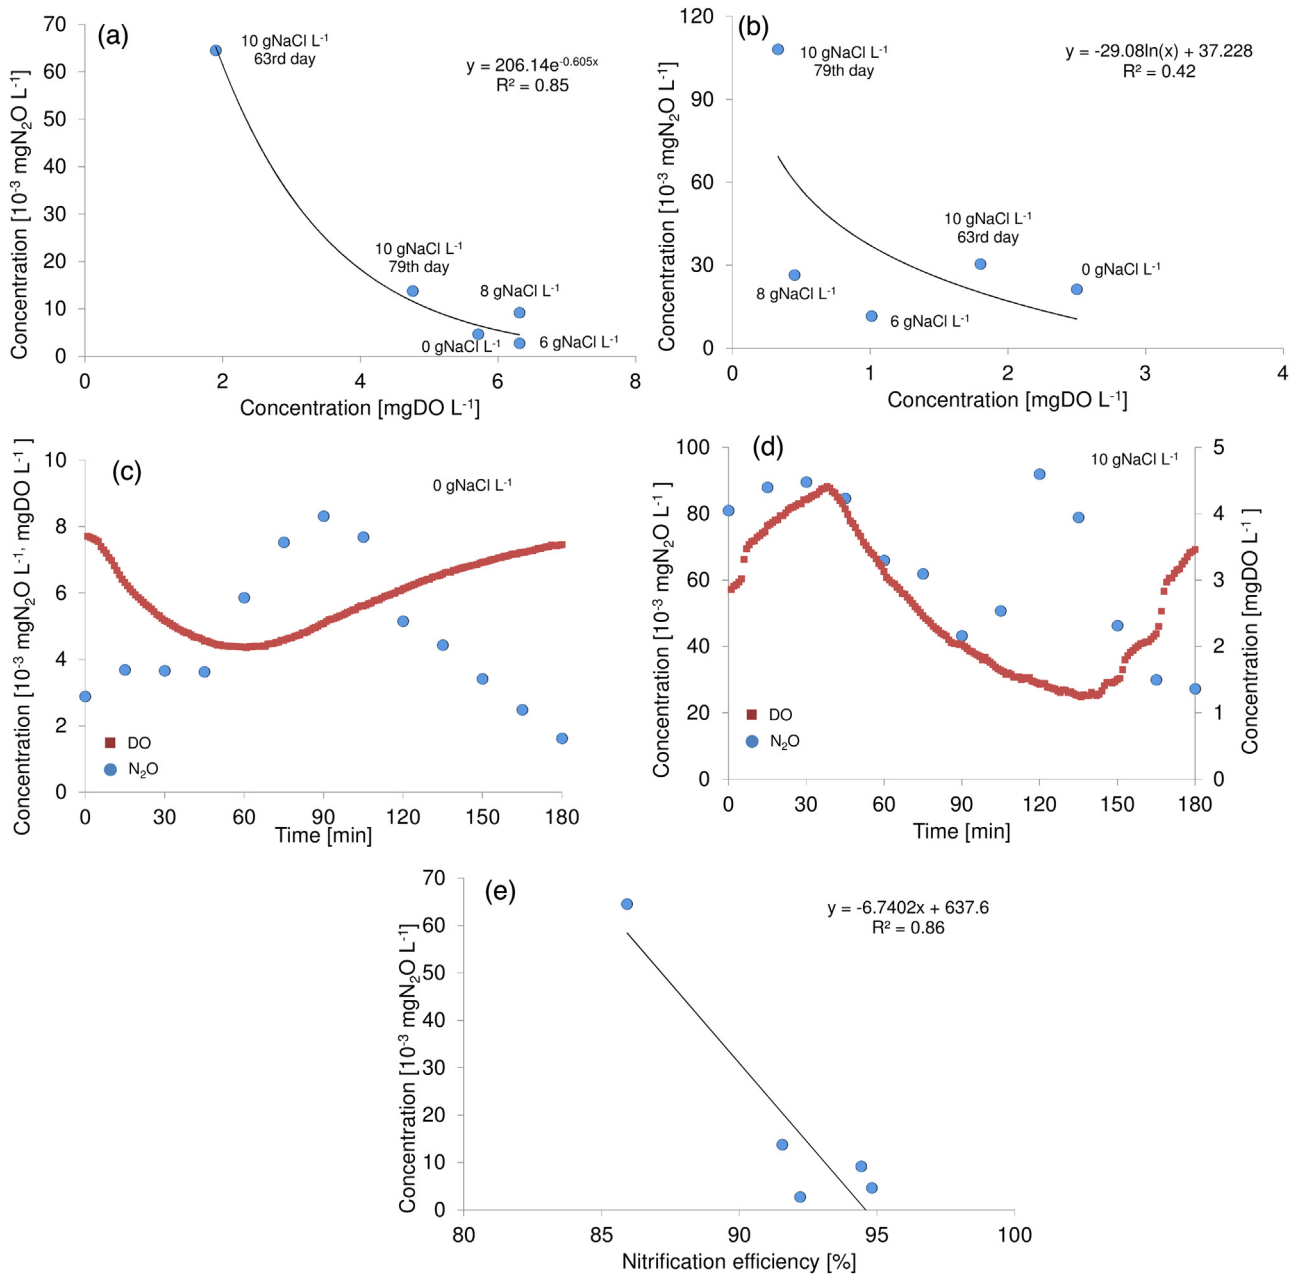 (a)
70
60
50
40
30
20
10
0
0
2
4
6
8
Concentration [10⁻³ mgN₂O L⁻¹]
Concentration [mgDO L⁻¹]
10 gNaCl L⁻¹
63rd day
y = 206.14e⁻⁰·⁶⁰⁵ˣ
R² = 0.85
10 gNaCl L⁻¹
79th day
8 gNaCl L⁻¹
0 gNaCl L⁻¹
6 gNaCl L⁻¹
(b)
120
90
60
30
0
0
1
2
3
4
Concentration [10⁻³ mgN₂O L⁻¹]
Concentration [mgDO L⁻¹]
10 gNaCl L⁻¹
79th day
y = -29.08ln(x) + 37.228
R² = 0.42
10 gNaCl L⁻¹
63rd day
0 gNaCl L⁻¹
8 gNaCl L⁻¹
6 gNaCl L⁻¹
(c)
0 gNaCl L⁻¹
10
8
6
4
2
0
0
30
60
90
120
150
180
Concentration [10⁻³ mgN₂O L⁻¹, mgDO L⁻¹ ]
Time [min]
DO
N₂O
(d)
10 gNaCl L⁻¹
100
80
60
40
20
0
5
4
3
2
1
0
0
30
60
90
120
150
180
Concentration [10⁻³ mgN₂O L⁻¹ ]
Concentration [mgDO L⁻¹ ]
Time [min]
DO
N₂O
(e)
70
60
50
40
30
20
10
0
80
85
90
95
100
Concentration [10⁻³ mgN₂O L⁻¹]
Nitrification efficiency [%]
y = -6.7402x + 637.6
R² = 0.86